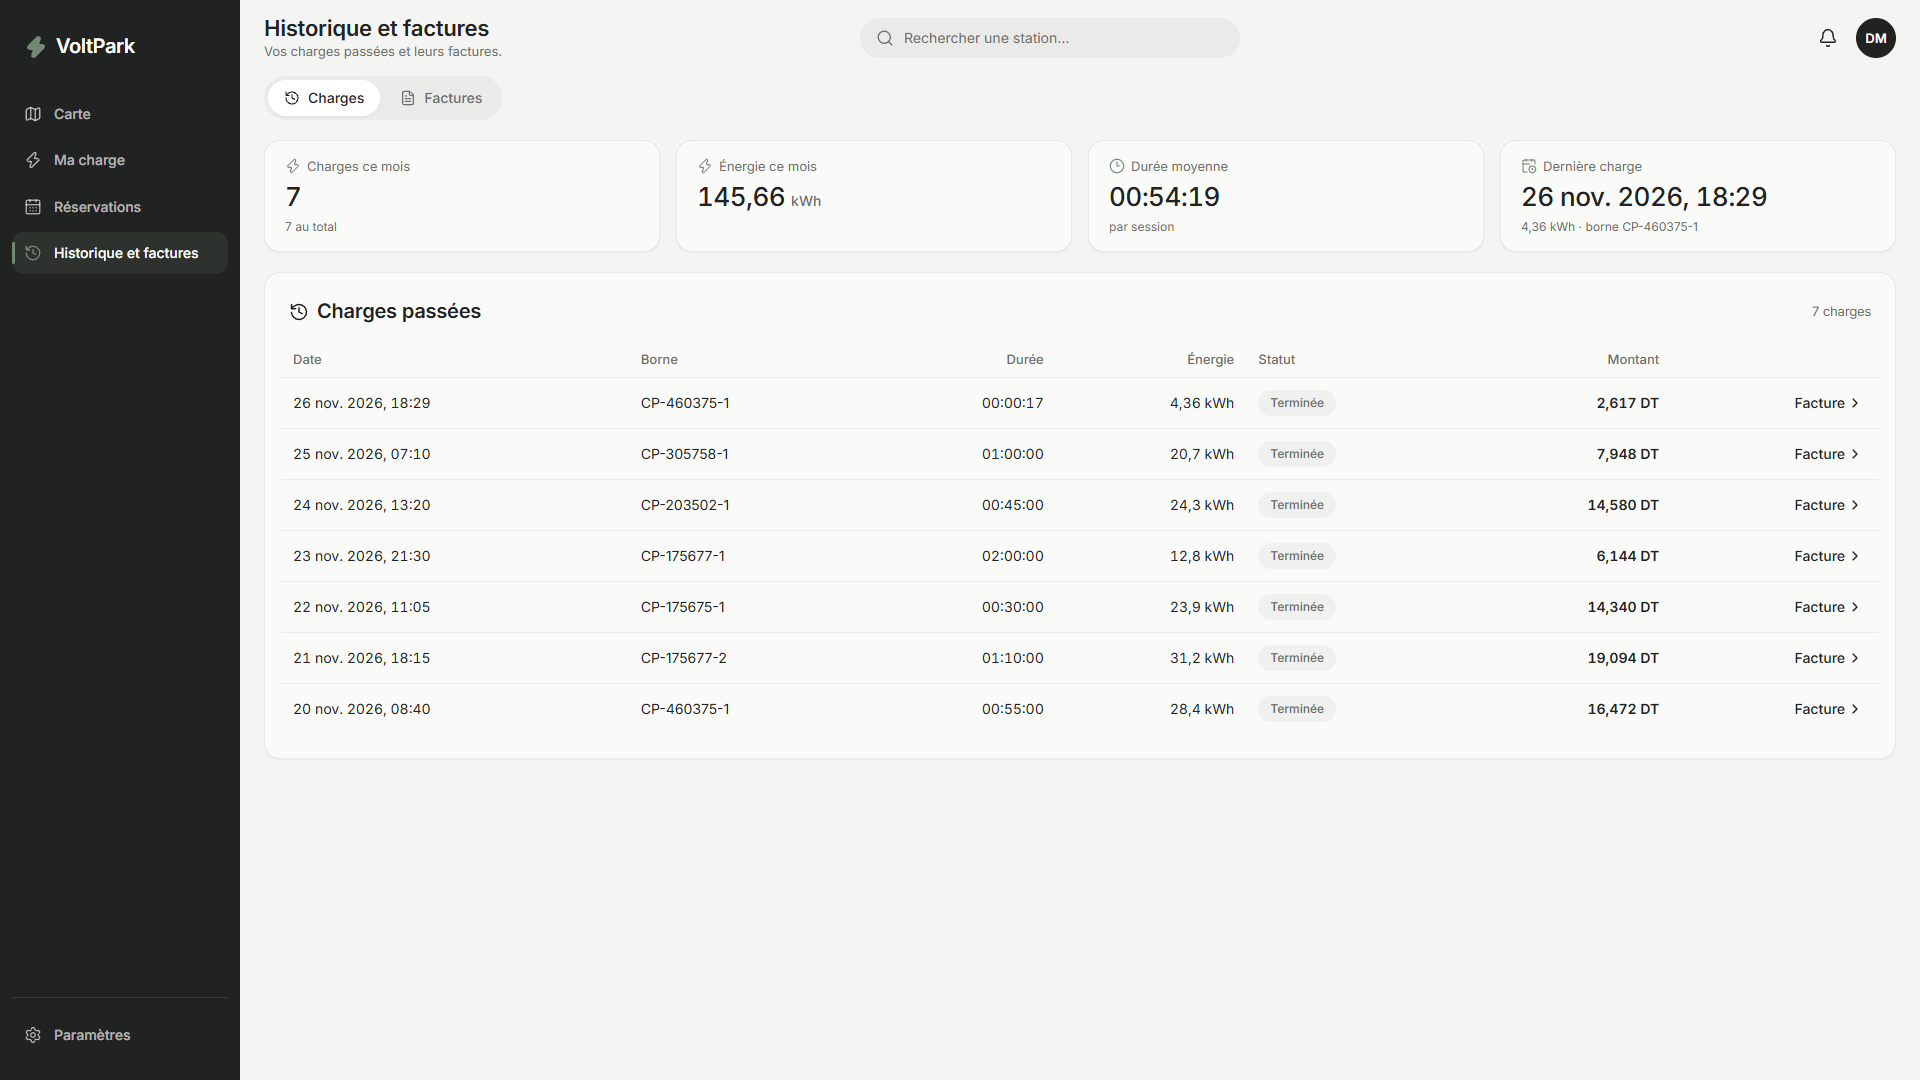 VoltPark
Carte
Ma charge
Réservations
Historique et factures
Paramètres
Historique et factures
Vos charges passées et leurs factures.
Rechercher une station...
DM
Charges
Factures
Charges ce mois
7
7 au total
Énergie ce mois
145,66 kWh
Durée moyenne
00:54:19
par session
Dernière charge
26 nov. 2026, 18:29
4,36 kWh · borne CP-460375-1
Charges passées
7 charges
Date Borne Durée Énergie Statut Montant
26 nov. 2026, 18:29 CP-460375-1 00:00:17 4,36 kWh Terminée 2,617 DT Facture
25 nov. 2026, 07:10 CP-305758-1 01:00:00 20,7 kWh Terminée 7,948 DT Facture
24 nov. 2026, 13:20 CP-203502-1 00:45:00 24,3 kWh Terminée 14,580 DT Facture
23 nov. 2026, 21:30 CP-175677-1 02:00:00 12,8 kWh Terminée 6,144 DT Facture
22 nov. 2026, 11:05 CP-175675-1 00:30:00 23,9 kWh Terminée 14,340 DT Facture
21 nov. 2026, 18:15 CP-175677-2 01:10:00 31,2 kWh Terminée 19,094 DT Facture
20 nov. 2026, 08:40 CP-460375-1 00:55:00 28,4 kWh Terminée 16,472 DT Facture